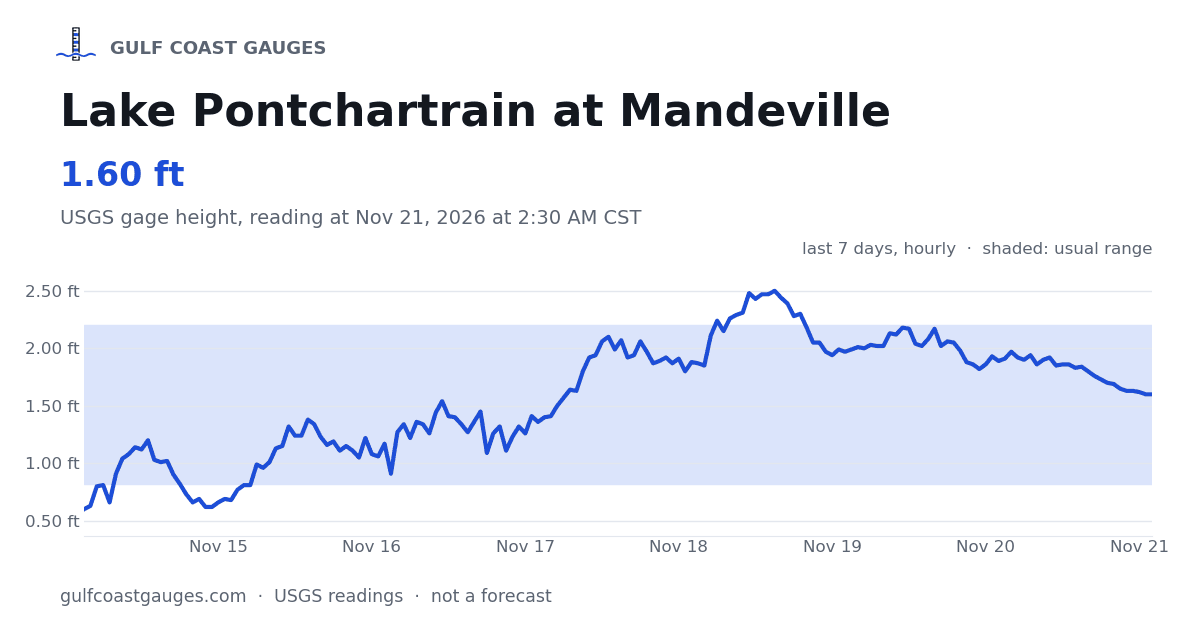 GULF COAST GAUGES
Lake Pontchartrain at Mandeville
1.60 ft
USGS gage height, reading at Nov 21, 2026 at 2:30 AM CST
last 7 days, hourly · shaded: usual range
2.50 ft
2.00 ft
1.50 ft
1.00 ft
0.50 ft
Nov 15 Nov 16 Nov 17 Nov 18 Nov 19 Nov 20 Nov 21
gulfcoastgauges.com · USGS readings · not a forecast